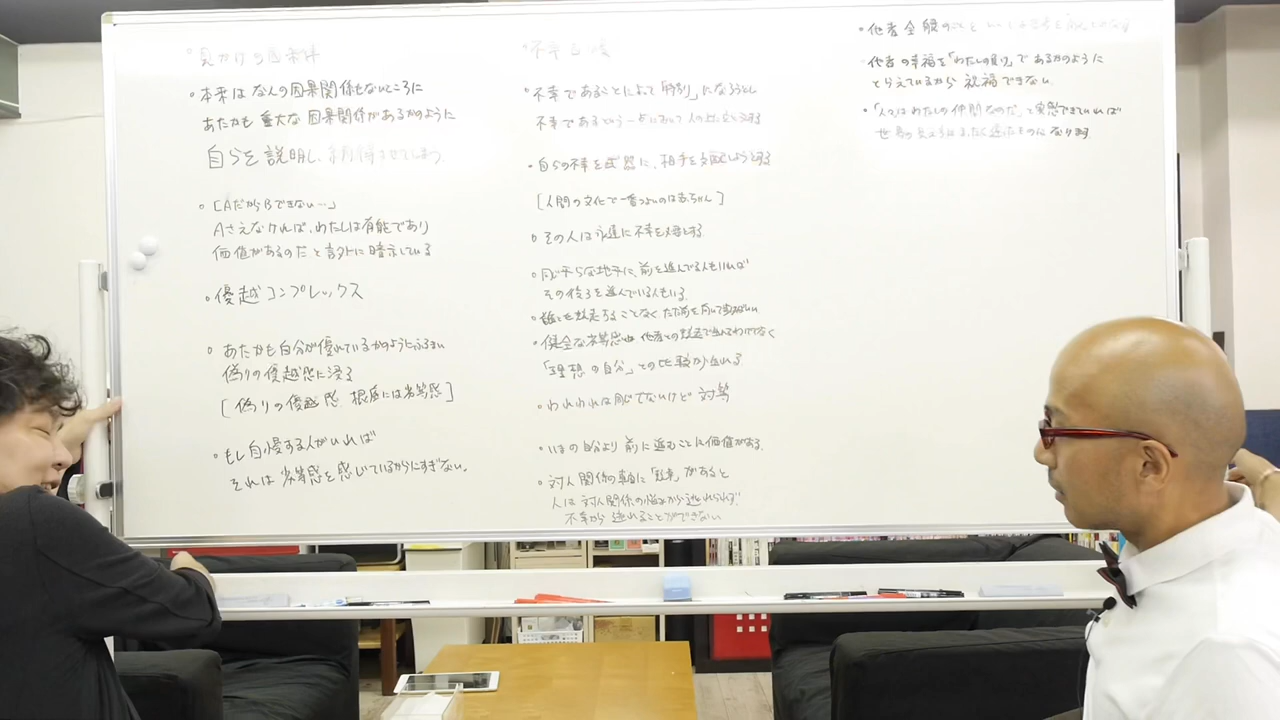 ・見かけの因果律
・本来はなんの因果関係もないところに
あたかも重大な因果関係があるかのように
自らを説明し、納得させてしまう
・「AだからBできない…」
Aさえなければ、わたしは有能であり
価値があるのだ と言外に暗示している
・優越コンプレックス
・あたかも自分が優れているかのようにふるまい
偽りの優越感に浸る
[偽りの優越感、根底には劣等感]
・もし自慢する人がいれば
それは劣等感を感じているからにすぎない。
・不幸自慢
・不幸であることによって「特別」になろうとし
不幸であるという一点において人の上に立とうとする
・自らの不幸を武器に、相手を支配しようとする
[人間の文化で一番つよいのは赤ちゃん]
・その人は永遠に不幸を必要とする
・同じ平らな地平に、前を進んでる人もいれば
その後ろを進んでいる人もいる。
・誰とも競走することなく ただ前を向いて
・健全な劣等感は 他者との
「理想の自分」との比較から生まれる
・われわれは同じでないけど 対等
・いまの自分より 前に進むことに価値がある。
・対人関係の軸に「競争」があると
人は 対人関係の悩みから逃れられず、
不幸から 逃れることができない
・他者全般のことを
・他者の幸福を「わたしの負け」であるかのように
とらえているから 祝福できない
・「人々はわたしの仲間なのだ」と実感できていれば
世界の見え方はまったく違ったものになります